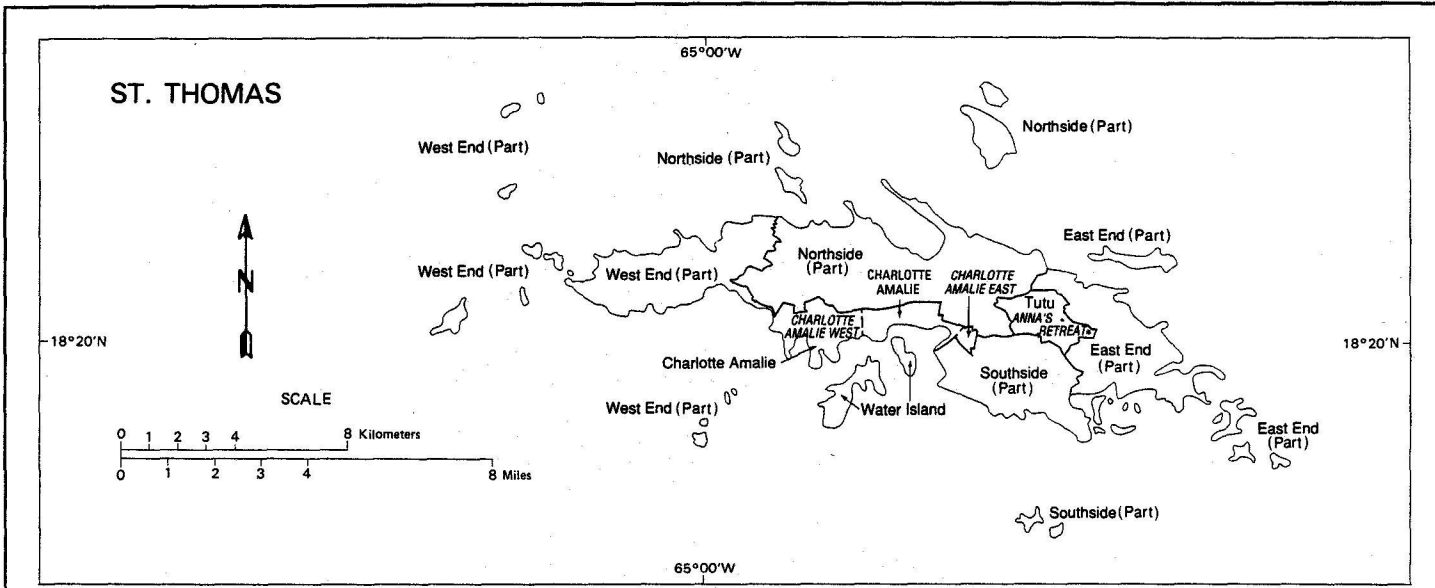 65°00'W
ST. THOMAS
Northside (Part)
West End (Part)
Northside (Part)
East End (Part)
N
West End (Part)
West End (Part)
Northside
(Part)
CHARLOTTE
AMALIE
CHARLOTTE
AMALIE EAST
Tutu
ANNA'S
RETREAT
CHARLOTTE
AMALIE WEST
18°20'N
18°20'N
Charlotte Amalie
East End
(Part)
Southside
(Part)
SCALE
West End (Part)
Water Island
0 1 2 3 4 8 Kilometers
0 1 2 3 4 8 Miles
East End
(Part)
Southside (Part)
65°00'W